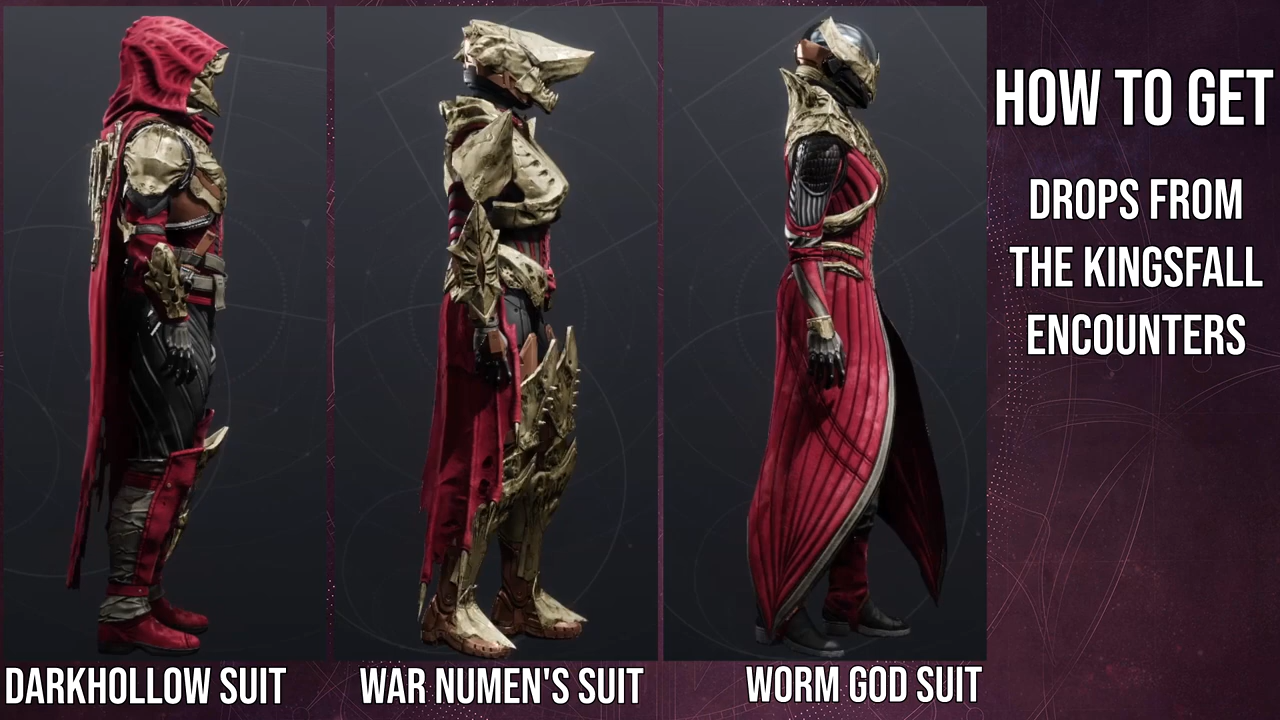 HOW TO GET
DROPS FROM
THE KINGSFALL
ENCOUNTERS
DARKHOLLOW SUIT
WAR NUMEN'S SUIT
WORM GOD SUIT